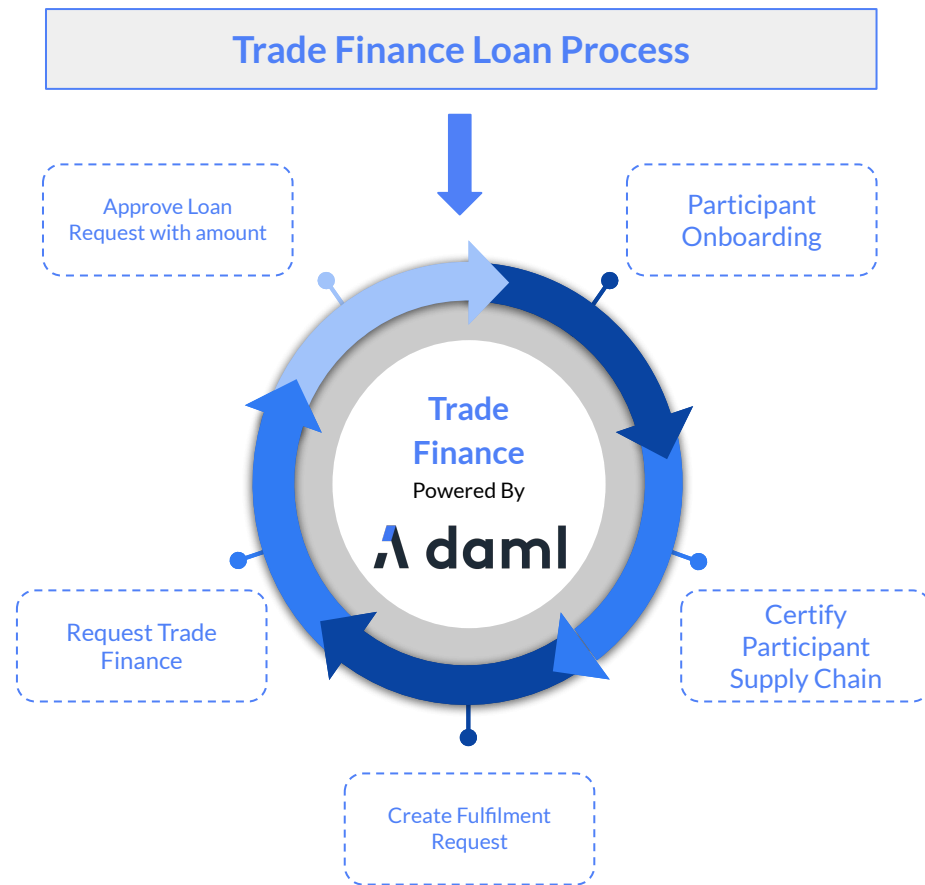 Trade Finance Loan Process
Approve Loan
Request with amount
Participant
Onboarding
Trade
Finance
Powered By
daml
Request Trade
Finance
Certify
Participant
Supply Chain
Create Fulfilment
Request